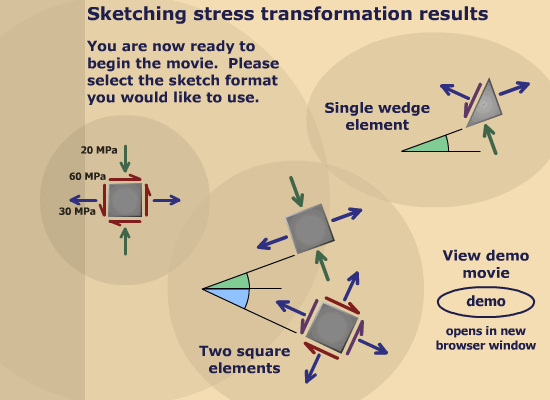 Sketching stress transformation results
You are now ready to
begin the movie.  Please
select the sketch format
you would like to use.
Single wedge
element
20 MPa
60 MPa
30 MPa
View demo
movie
demo
opens in new
browser window
Two square
elements